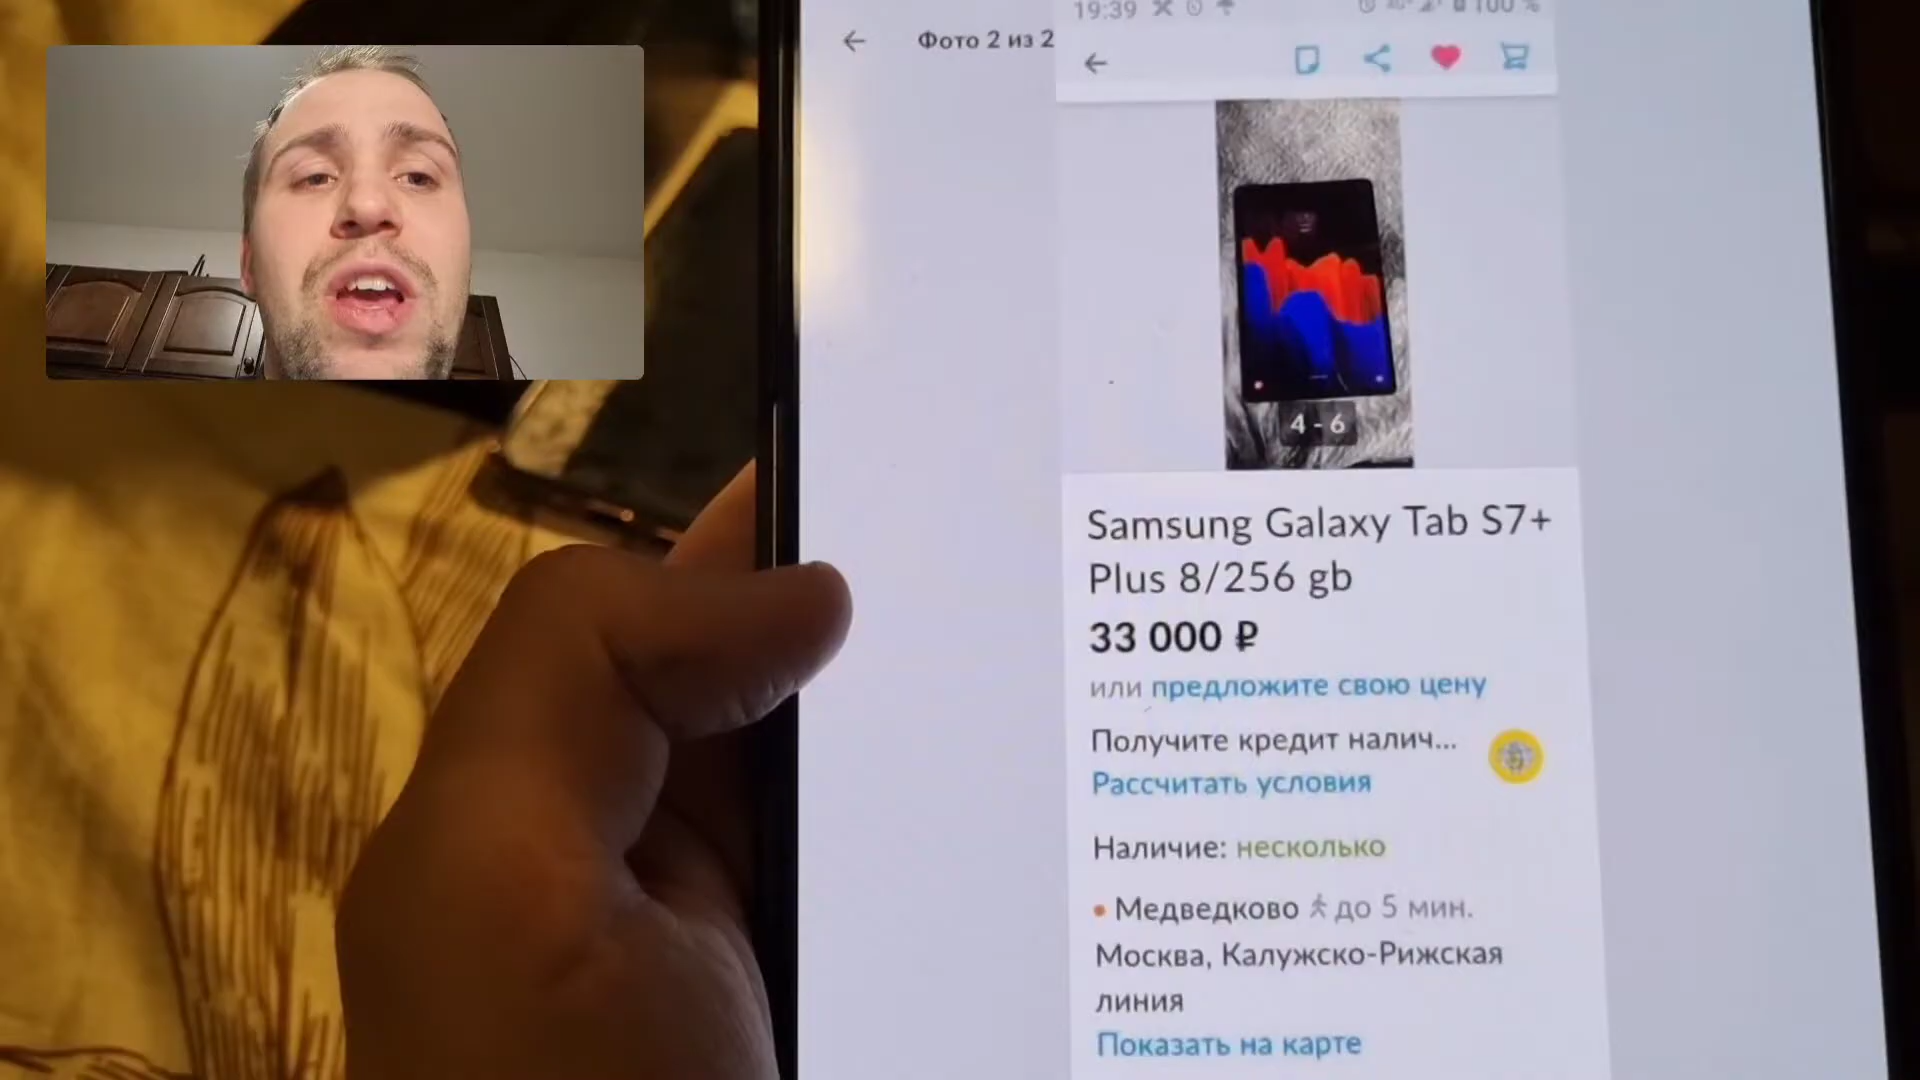 19:39
100 %
Фото 2 из 2
4 - 6
Samsung Galaxy Tab S7+
Plus 8/256 gb
33 000 ₽
или предложите свою цену
Получите кредит налич...
Рассчитать условия
Наличие: несколько
• Медведково до 5 мин.
Москва, Калужско-Рижская
линия
Показать на карте